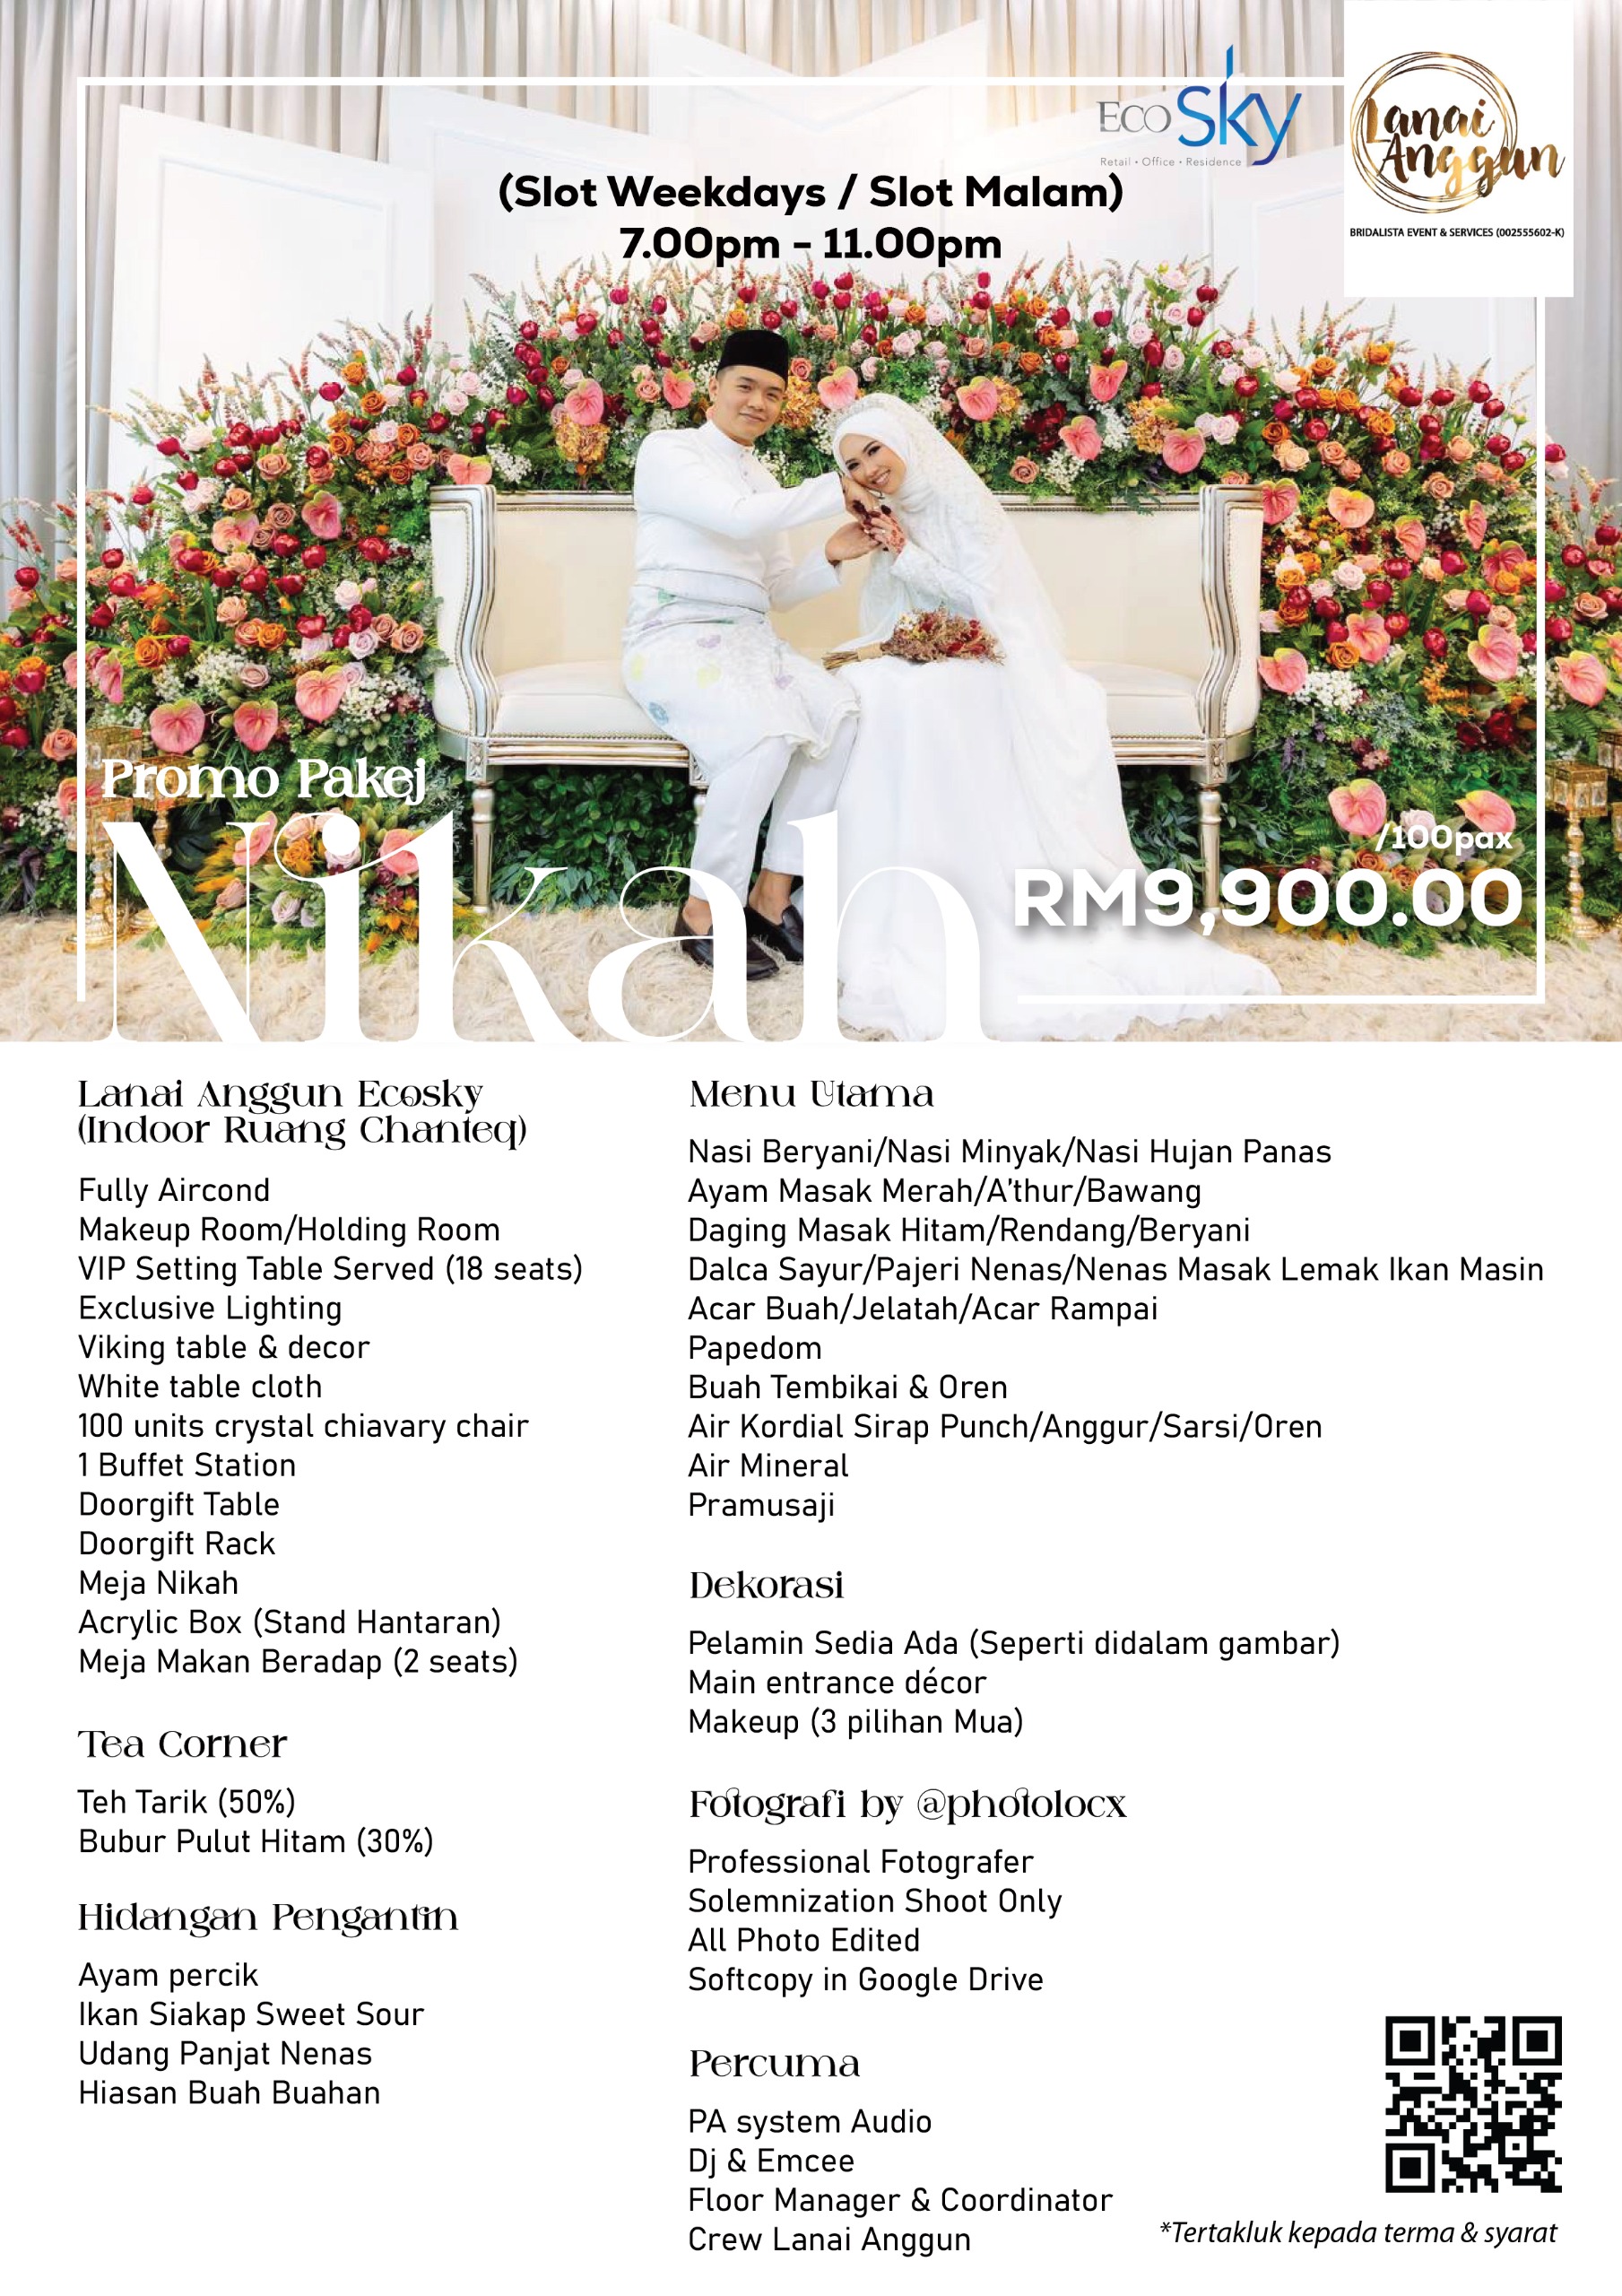 Eco Sky
Retail • Office • Residence
Lanai
Anggun
BRIDALISTA EVENT & SERVICES (002555602-K)
(Slot Weekdays / Slot Malam)
7.00pm - 11.00pm
Promo Pakej
Nikah
/100pax
RM9,900.00
Lanai Anggun Ecosky
(Indoor Ruang Chanteq)
Fully Aircond
Makeup Room/Holding Room
VIP Setting Table Served (18 seats)
Exclusive Lighting
Viking table & decor
White table cloth
100 units crystal chiavary chair
1 Buffet Station
Doorgift Table
Doorgift Rack
Meja Nikah
Acrylic Box (Stand Hantaran)
Meja Makan Beradap (2 seats)
Tea Corner
Teh Tarik (50%)
Bubur Pulut Hitam (30%)
Hidangan Pengantin
Ayam percik
Ikan Siakap Sweet Sour
Udang Panjat Nenas
Hiasan Buah Buahan
Menu Utama
Nasi Beryani/Nasi Minyak/Nasi Hujan Panas
Ayam Masak Merah/A'thur/Bawang
Daging Masak Hitam/Rendang/Beryani
Dalca Sayur/Pajeri Nenas/Nenas Masak Lemak Ikan Masin
Acar Buah/Jelatah/Acar Rampai
Papedom
Buah Tembikai & Oren
Air Kordial Sirap Punch/Anggur/Sarsi/Oren
Air Mineral
Pramusaji
Dekorasi
Pelamin Sedia Ada (Seperti didalam gambar)
Main entrance décor
Makeup (3 pilihan Mua)
Fotografi by @photolocx
Professional Fotografer
Solemnization Shoot Only
All Photo Edited
Softcopy in Google Drive
Percuma
PA system Audio
Dj & Emcee
Floor Manager & Coordinator
Crew Lanai Anggun
*Tertakluk kepada terma & syarat